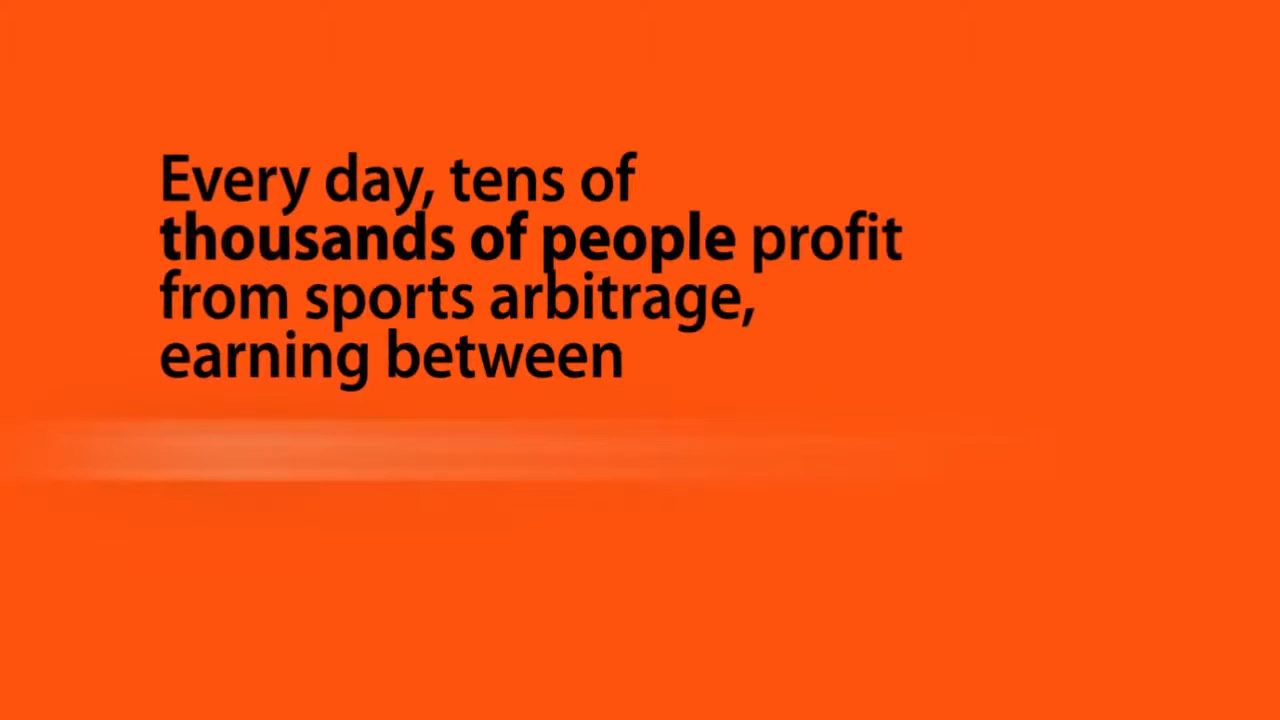 Every day, tens of
thousands of people profit
from sports arbitrage,
earning between